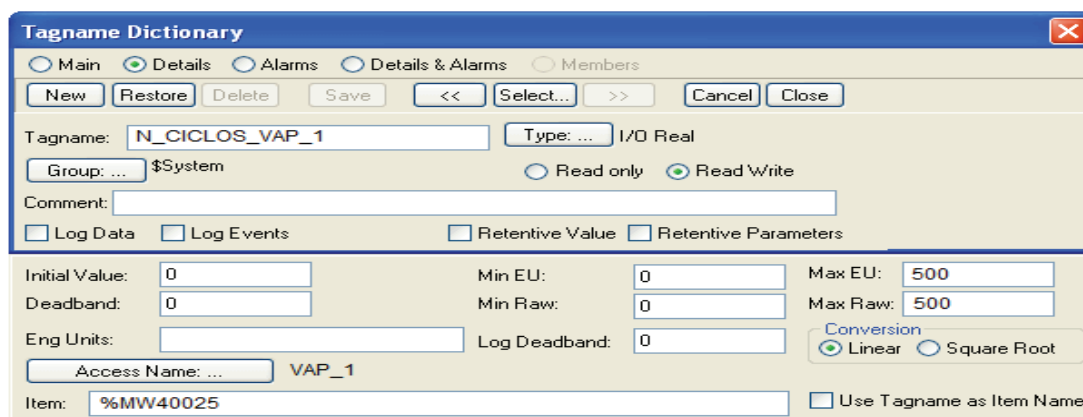 Tagname Dictionary
Main Details Alarms Details & Alarms Members
New Restore Delete Save << Select... >> Cancel Close
Tagname: N_CICLOS_VAP_1 Type: ... I/O Real
Group: ... $System Read only Read Write
Comment:
Log Data Log Events Retentive Value Retentive Parameters
Initial Value: 0 Min EU: 0 Max EU: 500
Deadband: 0 Min Raw: 0 Max Raw: 500
Eng Units: Log Deadband: 0 Conversion
Linear Square Root
Access Name: ... VAP_1
Item: %MW40025 Use Tagname as Item Name